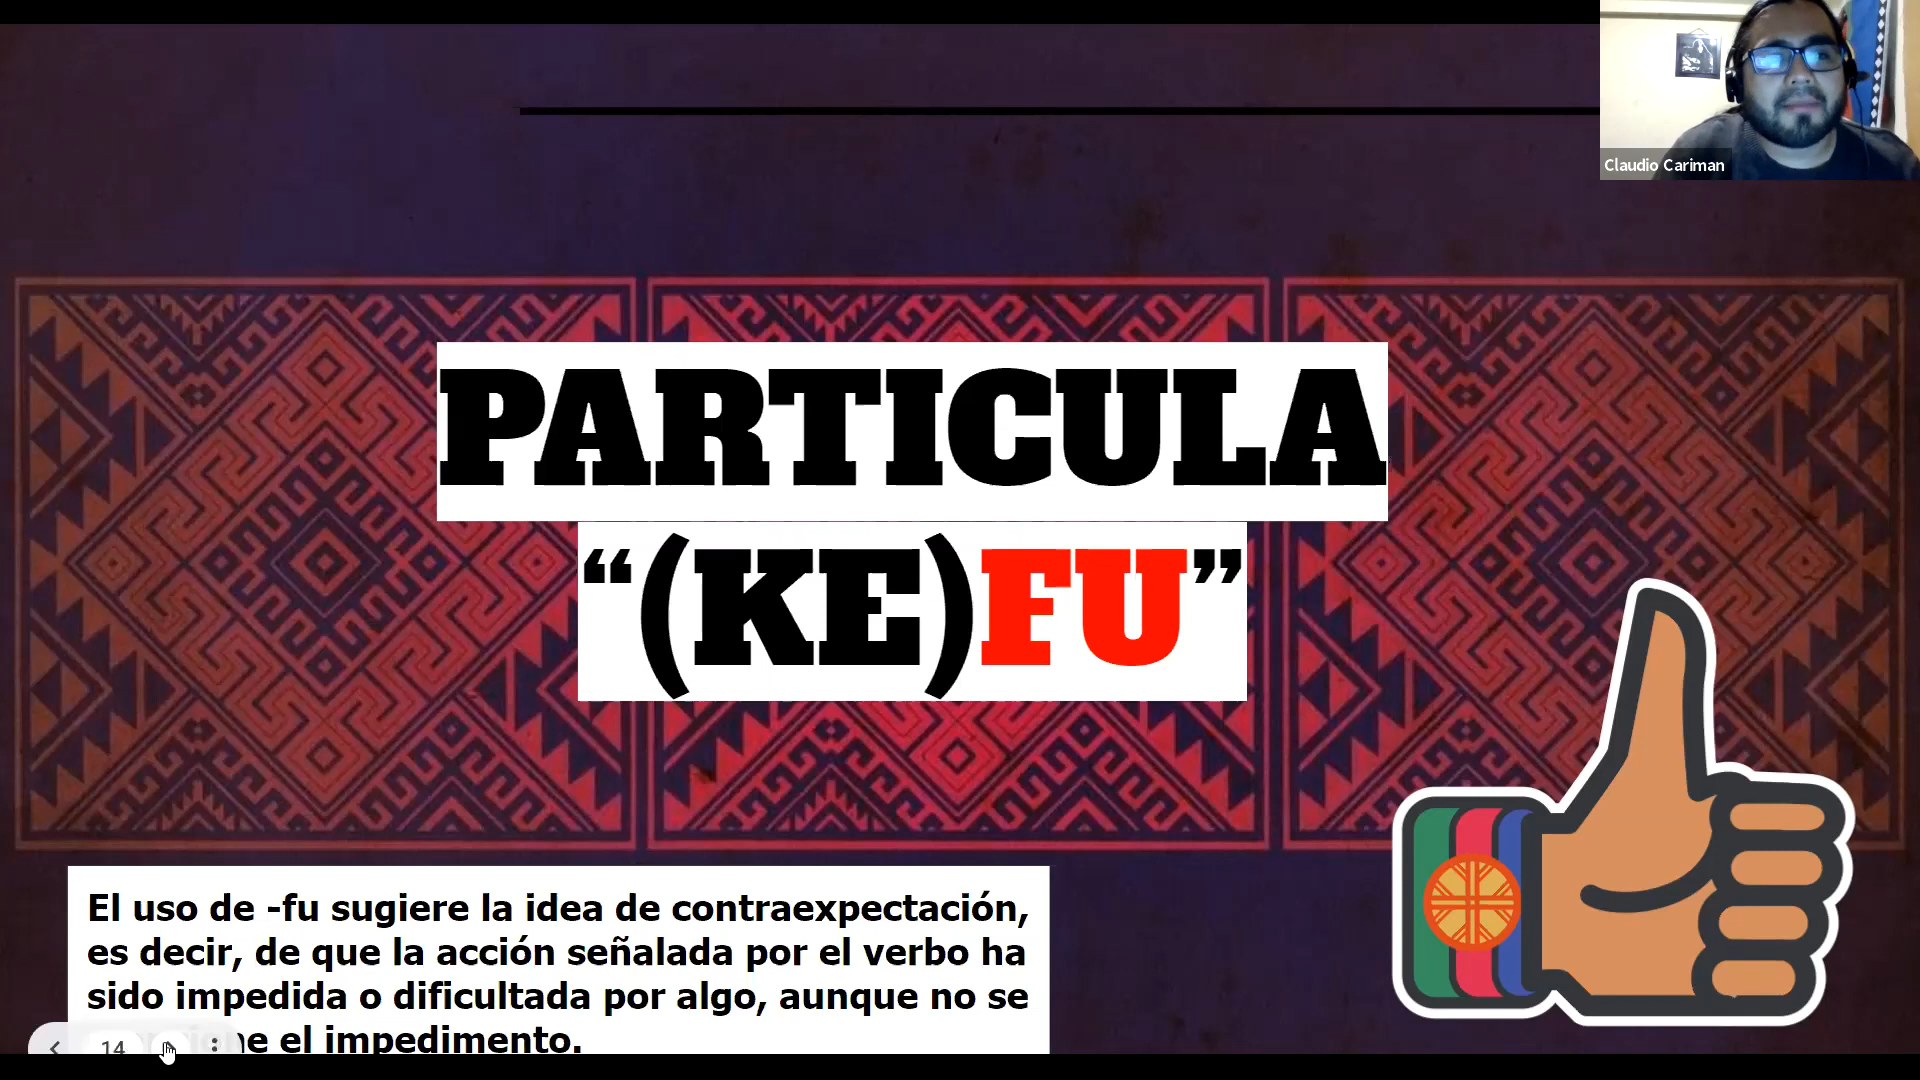 Claudio Cariman
PARTICULA
“(KE)FU”
El uso de -fu sugiere la idea de contraexpectación,
es decir, de que la acción señalada por el verbo ha
sido impedida o dificultada por algo, aunque no se
el impedimento.
14